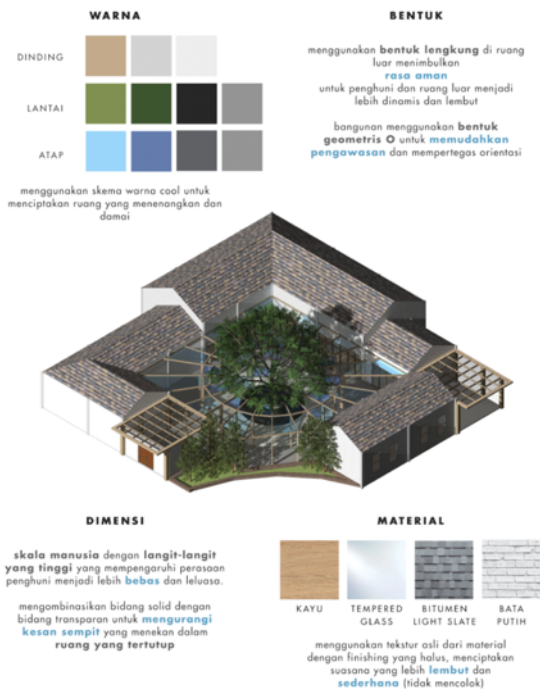 WARNA
DINDING
LANTAI
ATAP
menggunakan skema warna cool untuk
menciptakan ruang yang menenangkan dan
damai
BENTUK
menggunakan bentuk lengkung di ruang
luar menimbulkan
rasa aman
untuk penghuni dan ruang luar menjadi
lebih dinamis dan lembut
bangunan menggunakan bentuk
geometris O untuk memudahkan
pengawasan dan mempertegas orientasi
DIMENSI
skala manusia dengan langit-langit
yang tinggi yang mempengaruhi perasaan
penghuni menjadi lebih bebas dan leluasa.
mengombinasikan bidang solid dengan
bidang transparan untuk mengurangi
kesan sempit yang menekan dalam
ruang yang tertutup
MATERIAL
KAYU
TEMPERED
GLASS
BITUMEN
LIGHT SLATE
BATA
PUTIH
menggunakan tekstur asli dari material
dengan finishing yang halus, menciptakan
suasana yang lebih lembut dan
sederhana (tidak mencolok)